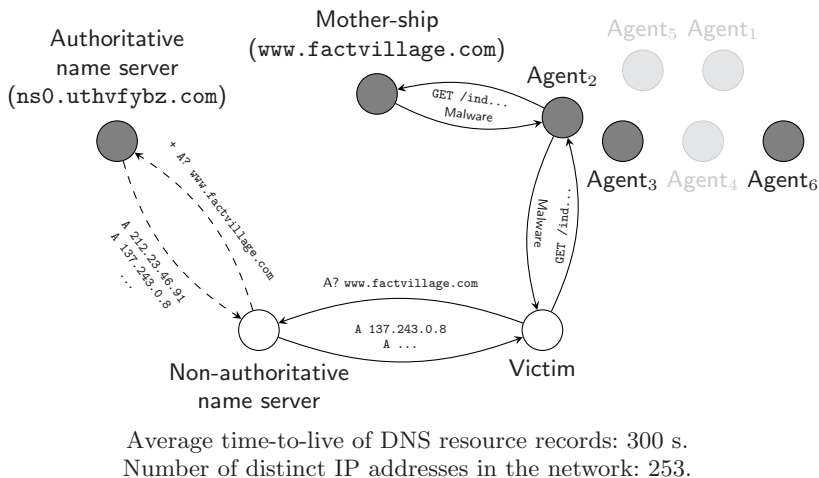 Authoritative
name server
(ns0.uthvfybz.com)
Mother-ship
(www.factvillage.com)
Agent5
Agent1
Agent2
GET /ind...
Malware
Agent3
Agent4
Agent6
+ A? www.factvillage.com
A 212.23.46.91
A 137.243.0.8
...
Malware
GET /ind...
A? www.factvillage.com
A 137.243.0.8
A ...
Non-authoritative
name server
Victim
Average time-to-live of DNS resource records: 300 s.
Number of distinct IP addresses in the network: 253.